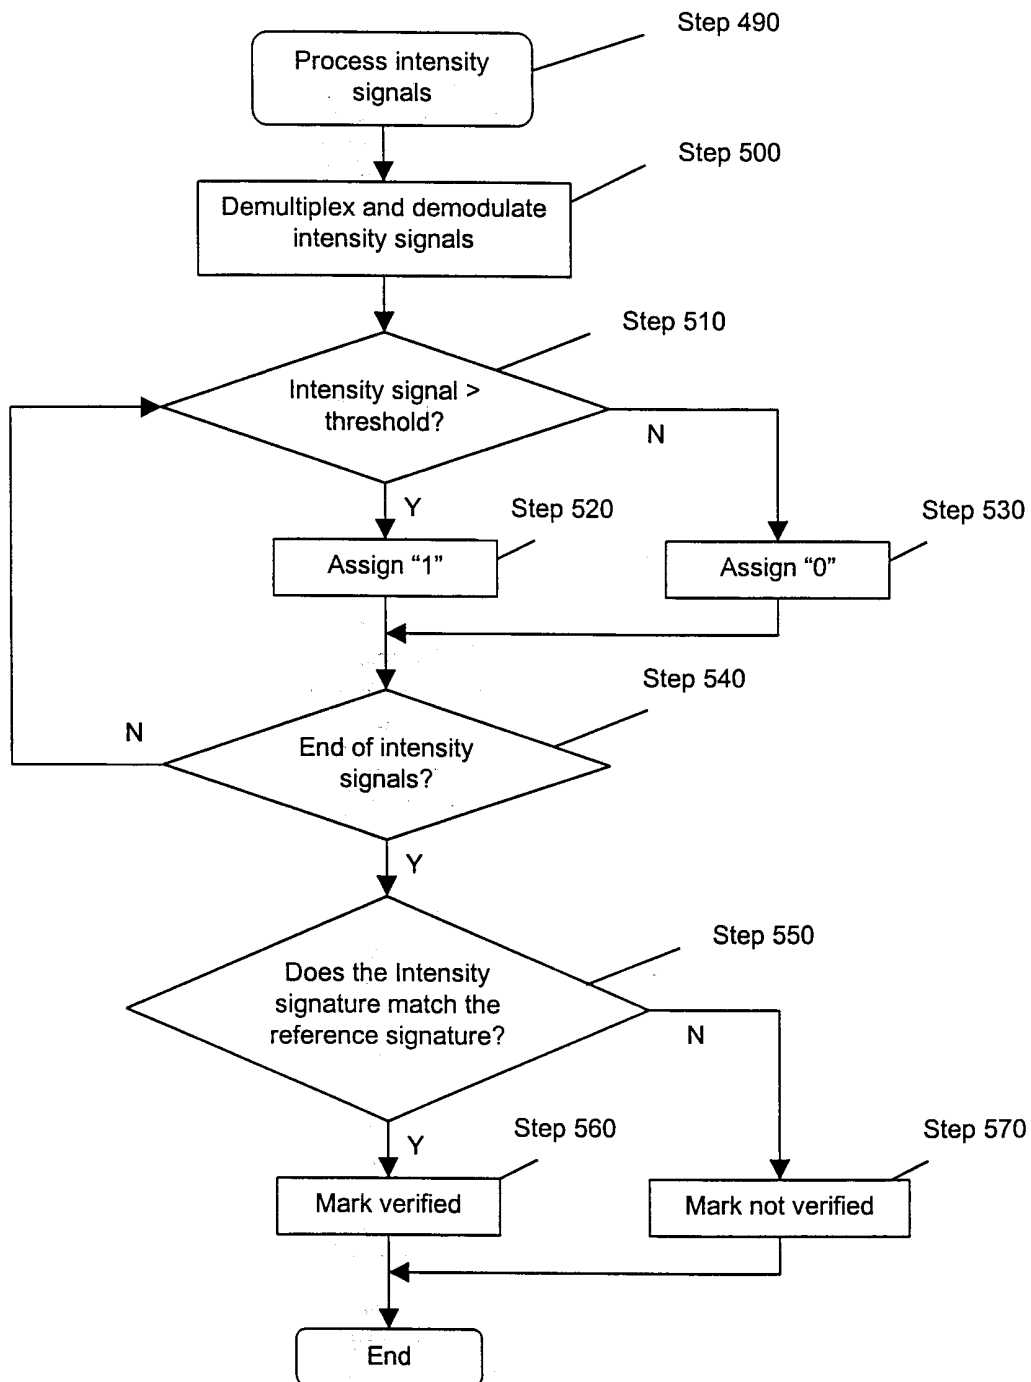 Step 490
Process intensity
signals
Step 500
Demultiplex and demodulate
intensity signals
Step 510
Intensity signal >
threshold?
N
Y
Step 520
Step 530
Assign “1”
Assign “0”
Step 540
N
End of intensity
signals?
Y
Step 550
Does the Intensity
signature match the
reference signature?
N
Y
Step 560
Step 570
Mark verified
Mark not verified
End